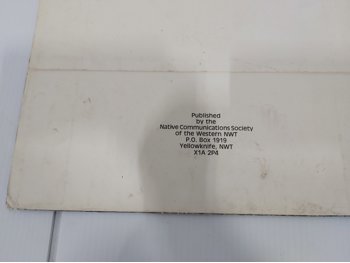 Published
by the
Native Communications Society
of the Western NWT
P.O. Box 1919
Yellowknife, NWT
X1A 2P4